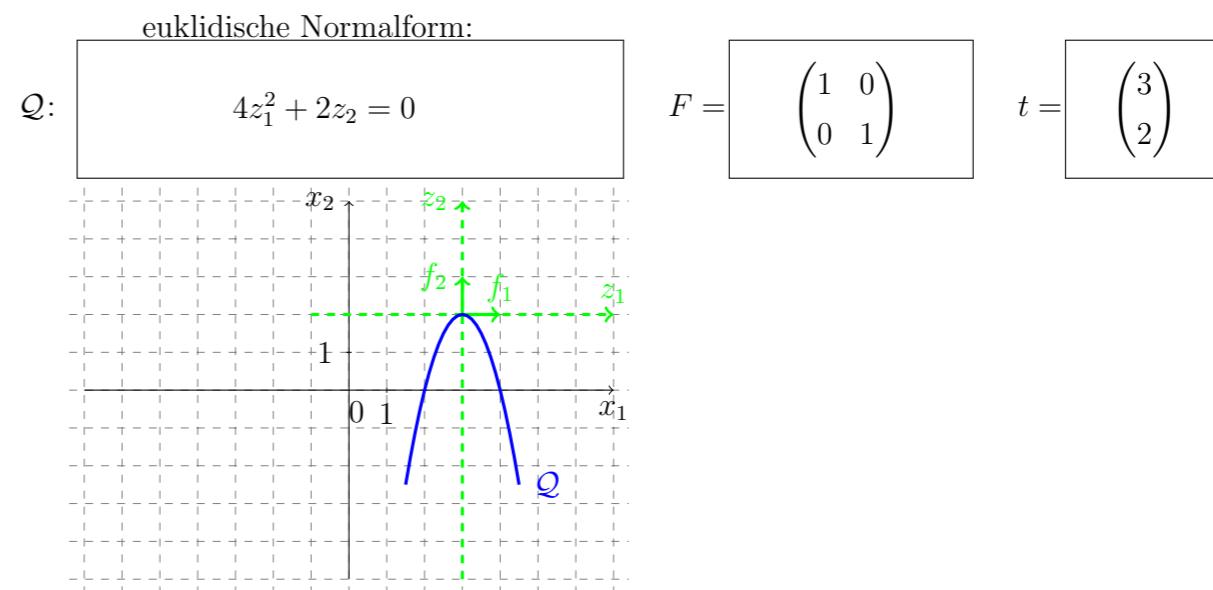 euklidische Normalform:
𝒬: 4z₁² + 2z₂ = 0 F = (1 0; 0 1) t = (3; 2)
x₂ z₂
f₂ f₁ z₁
1
0 1 x₁
𝒬